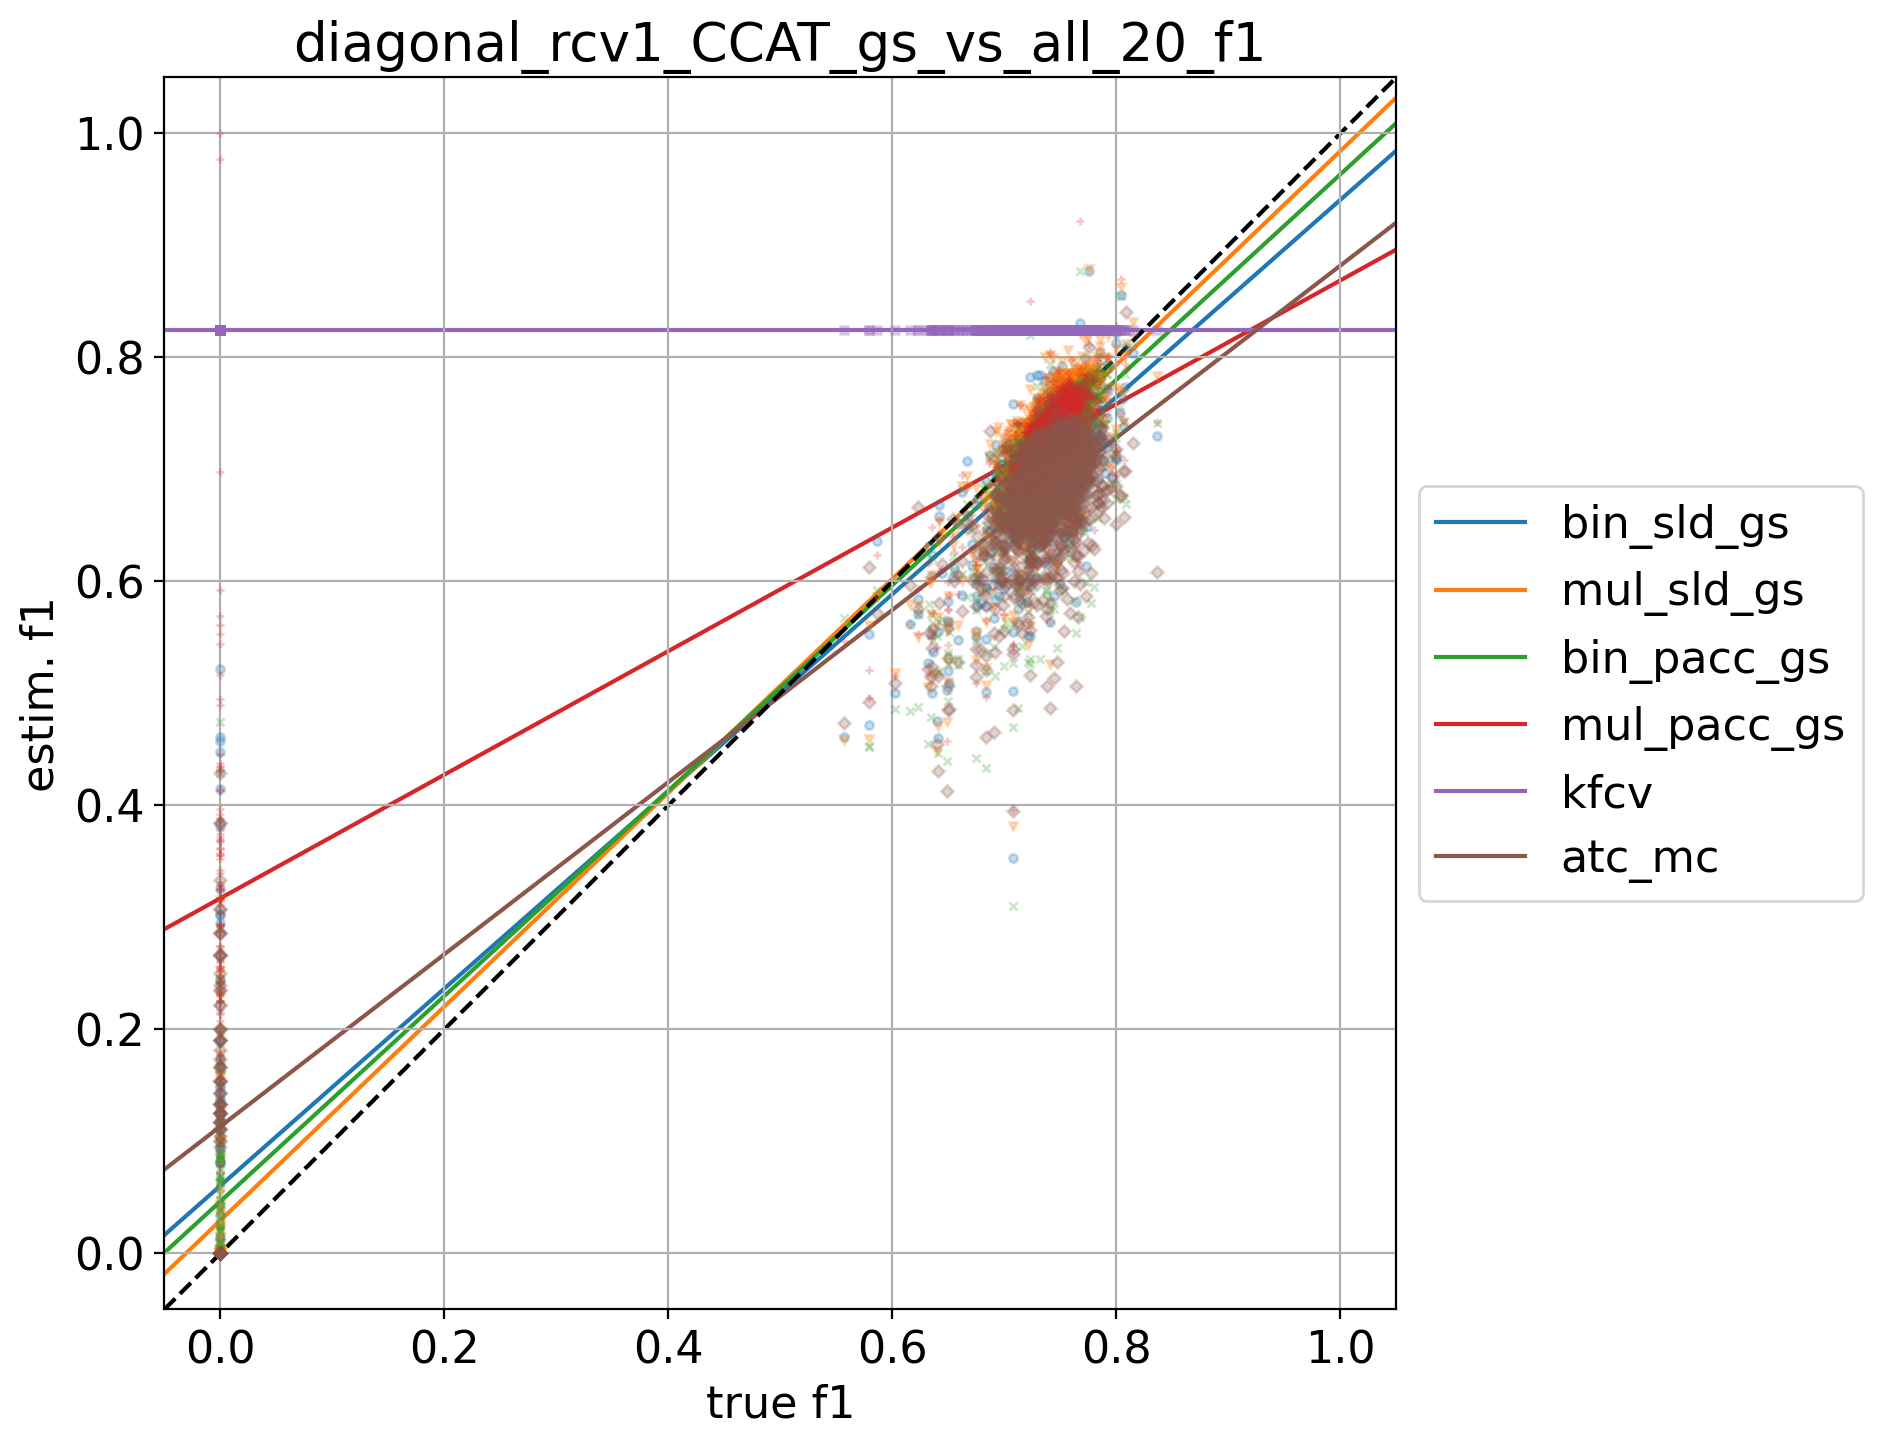 diagonal_rcv1_CCAT_gs_vs_all_20_f1
1.0
0.8
0.6
0.4
0.2
0.0
estim. f1
0.0 0.2 0.4 0.6 0.8 1.0
true f1
bin_sld_gs
mul_sld_gs
bin_pacc_gs
mul_pacc_gs
kfcv
atc_mc